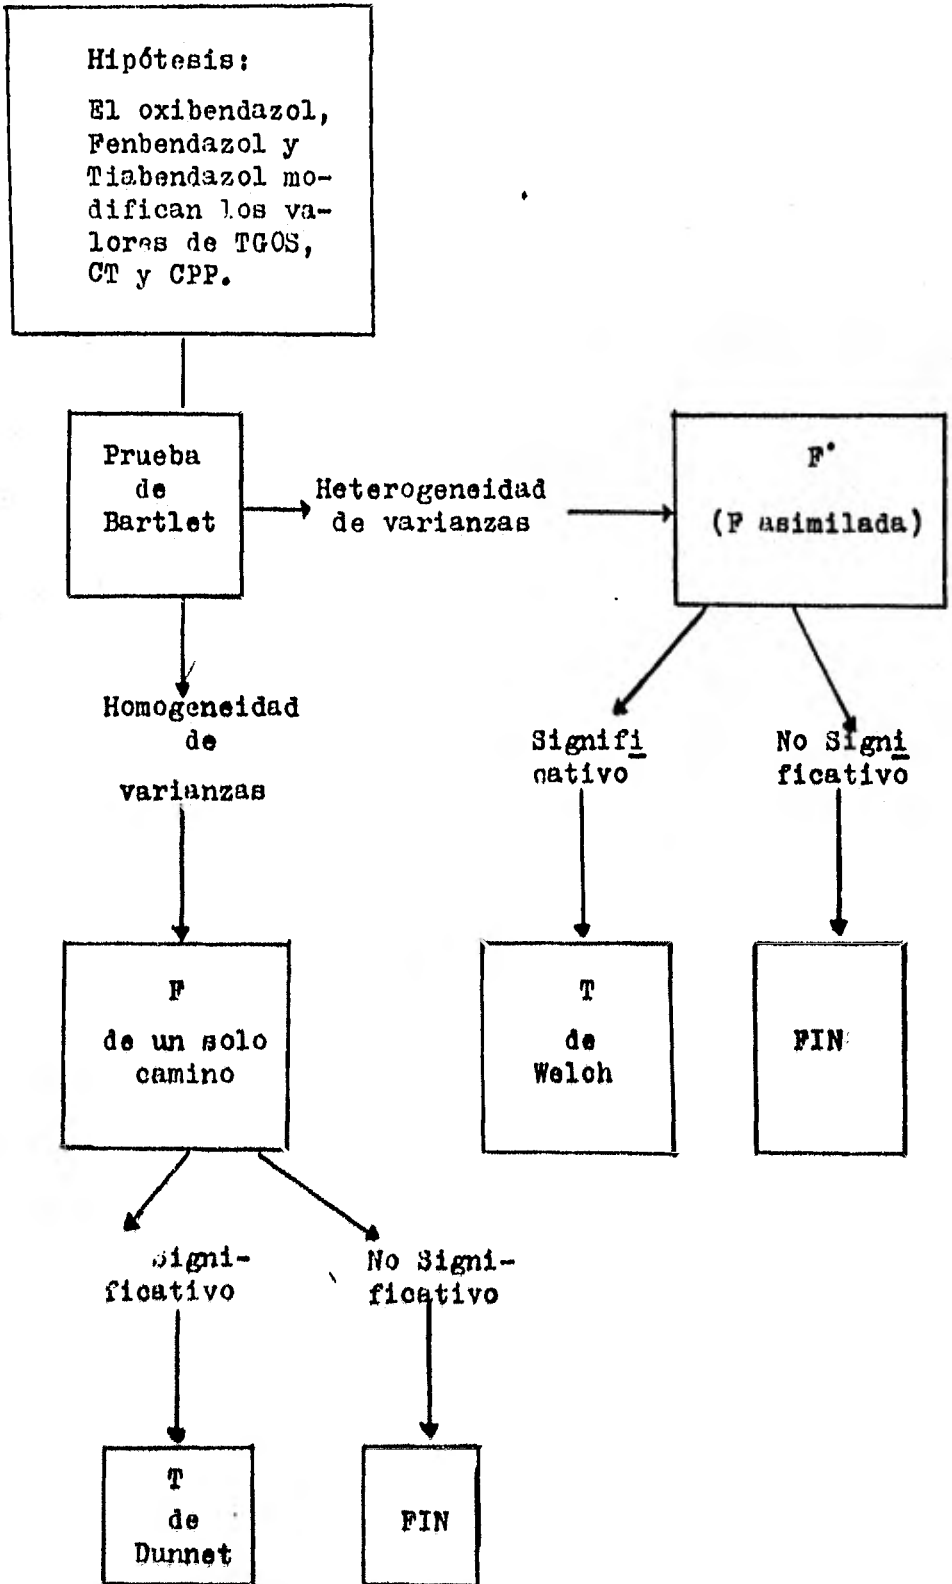 Hipótesis:
El oxibendazol,
Fenbendazol y
Tiabendazol mo-
difican los va-
lores de TGOS,
CT y CPP.
Prueba
de
Bartlet
Heterogeneidad
de varianzas
F*
(F asimilada)
Homogeneidad
de
varianzas
Signifi
cativo
No Signi
ficativo
F
de un solo
camino
T
de
Welch
FIN
Signi-
ficativo
No Signi-
ficativo
T
de
Dunnet
FIN